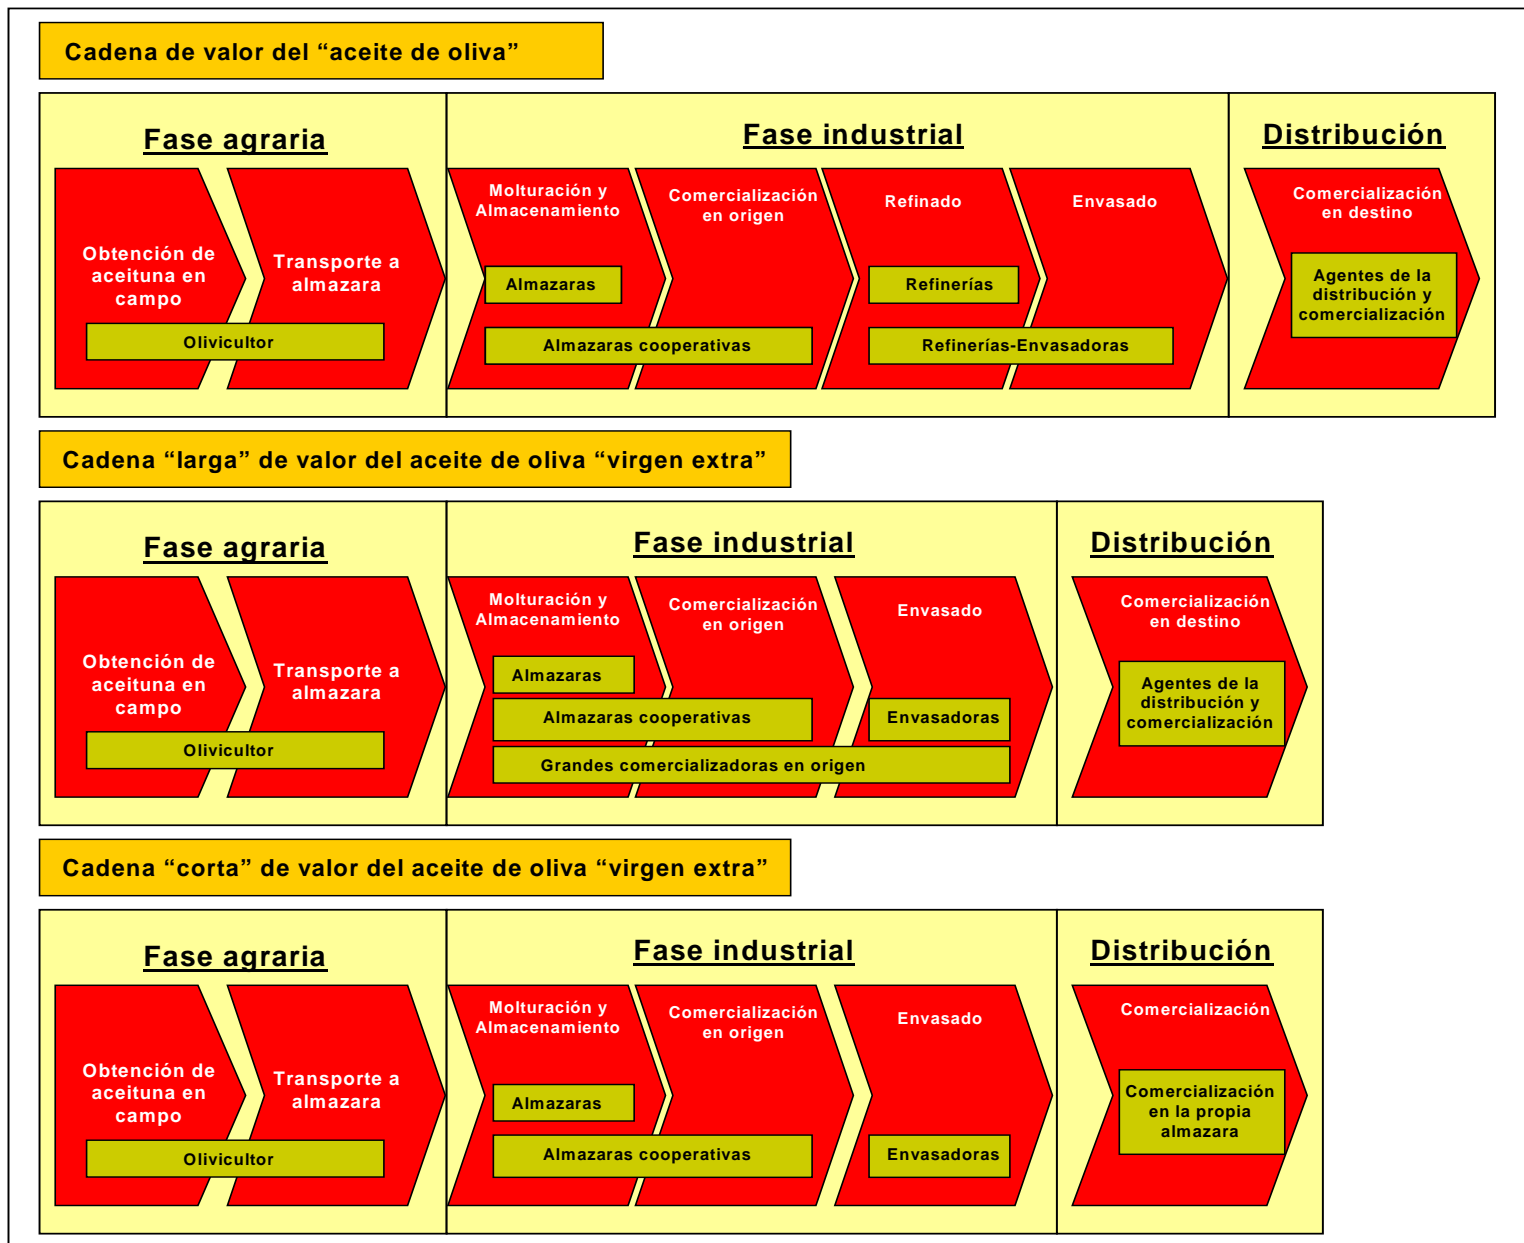 Cadena de valor del “aceite de oliva”
Fase agraria
Fase industrial
Distribución
Obtención de
aceituna en
campo
Transporte a
almazara
Olivicultor
Molturación y
Almacenamiento
Comercialización
en origen
Refinado
Envasado
Almazaras
Refinerías
Almazaras cooperativas
Refinerías-Envasadoras
Comercialización
en destino
Agentes de la
distribución y
comercialización
Cadena “larga” de valor del aceite de oliva “virgen extra”
Fase agraria
Fase industrial
Distribución
Obtención de
aceituna en
campo
Transporte a
almazara
Olivicultor
Molturación y
Almacenamiento
Comercialización
en origen
Envasado
Almazaras
Almazaras cooperativas
Envasadoras
Grandes comercializadoras en origen
Comercialización
en destino
Agentes de la
distribución y
comercialización
Cadena “corta” de valor del aceite de oliva “virgen extra”
Fase agraria
Fase industrial
Distribución
Obtención de
aceituna en
campo
Transporte a
almazara
Olivicultor
Molturación y
Almacenamiento
Comercialización
en origen
Envasado
Almazaras
Almazaras cooperativas
Envasadoras
Comercialización
Comercialización
en la propia
almazara